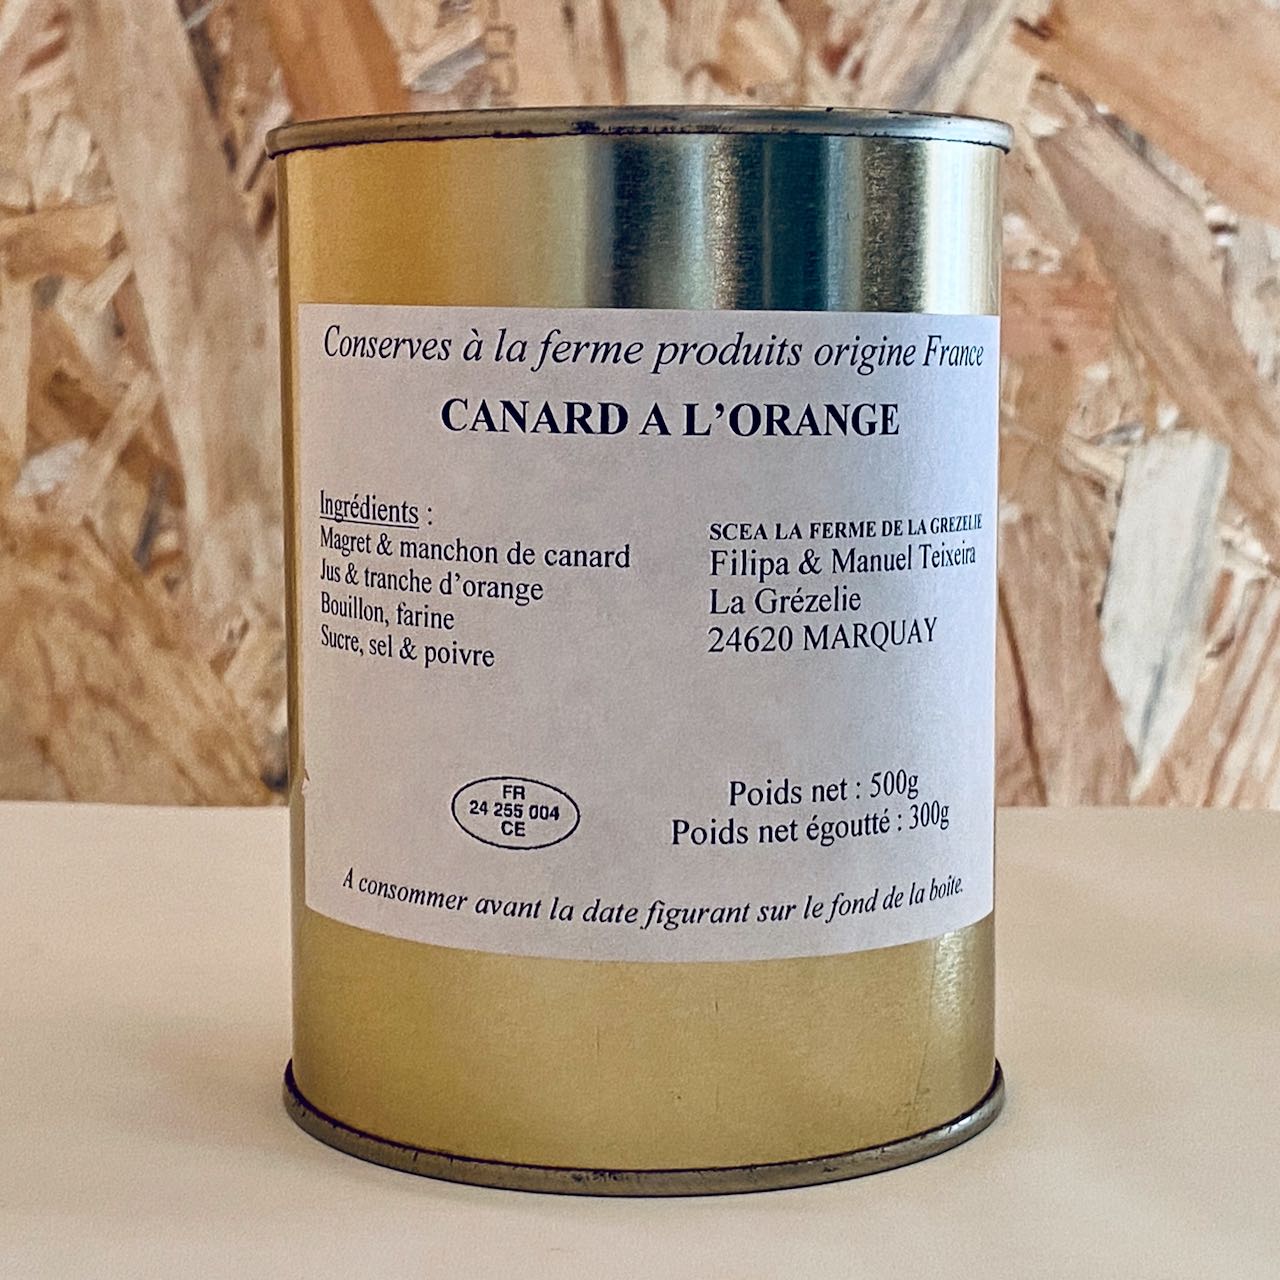 Conserves à la ferme produits origine France
CANARD A L'ORANGE
Ingrédients :
Magret & manchon de canard
Jus & tranche d'orange
Bouillon, farine
Sucre, sel & poivre
SCEA LA FERME DE LA GREZELIE
Filipa & Manuel Teixeira
La Grézelie
24620 MARQUAY
FR
24 255 004
CE
Poids net : 500g
Poids net égoutté : 300g
A consommer avant la date figurant sur le fond de la boîte.